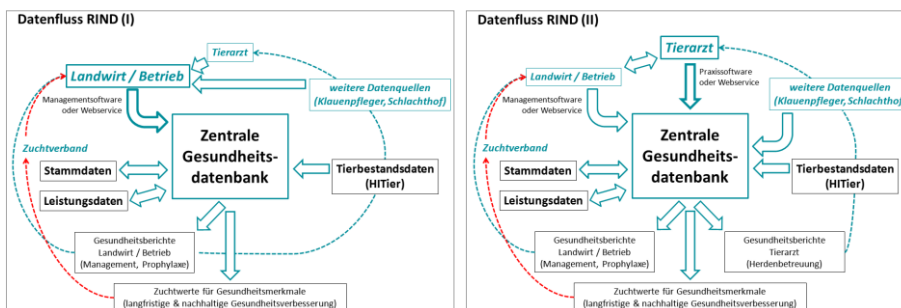 Datenfluss RIND (I)
Tierarzt
Landwirt / Betrieb
weitere Datenquellen
(Klauenpfleger, Schlachthof)
Managementsoftware
oder Webservice
Zentrale
Gesundheits-
datenbank
Zuchtverband
Stammdaten
Leistungsdaten
Tierbestandsdaten
(HITier)
Gesundheitsberichte
Landwirt / Betrieb
(Management, Prophylaxe)
Zuchtwerte für Gesundheitsmerkmale
(langfristige & nachhaltige Gesundheitsverbesserung)
Datenfluss RIND (II)
Tierarzt
Landwirt / Betrieb
Praxissoftware
oder Webservice
weitere Datenquellen
(Klauenpfleger, Schlachthof)
Managementsoftware
oder Webservice
Zentrale
Gesundheits-
datenbank
Zuchtverband
Stammdaten
Leistungsdaten
Tierbestandsdaten
(HITier)
Gesundheitsberichte
Landwirt / Betrieb
(Management, Prophylaxe)
Gesundheitsberichte
Tierarzt
(Herdenbetreuung)
Zuchtwerte für Gesundheitsmerkmale
(langfristige & nachhaltige Gesundheitsverbesserung)